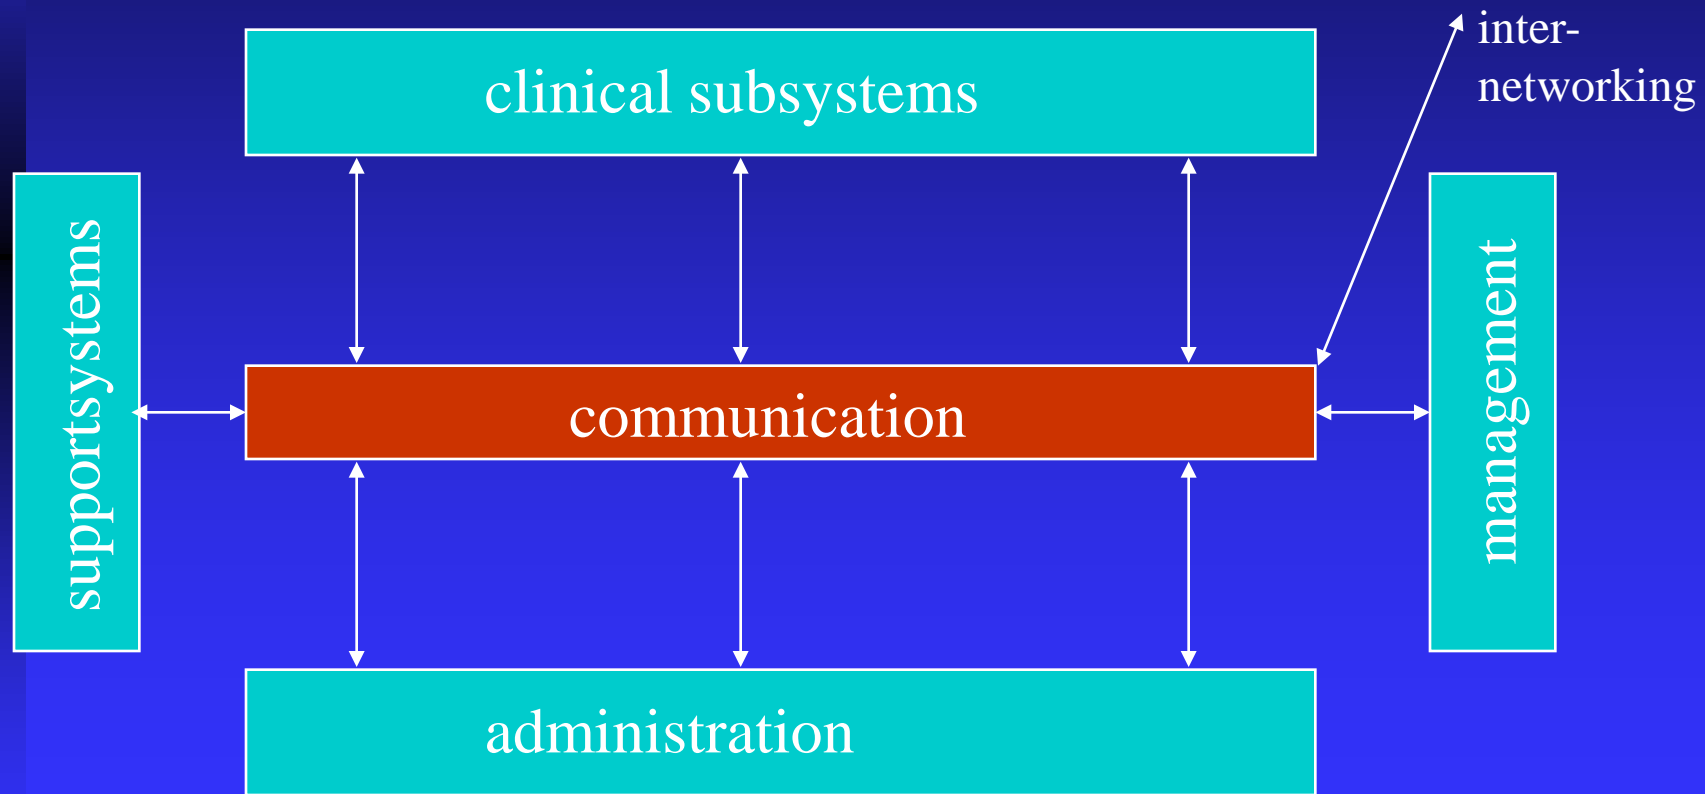 inter-
networking
clinical subsystems
supportsystems
management
communication
administration